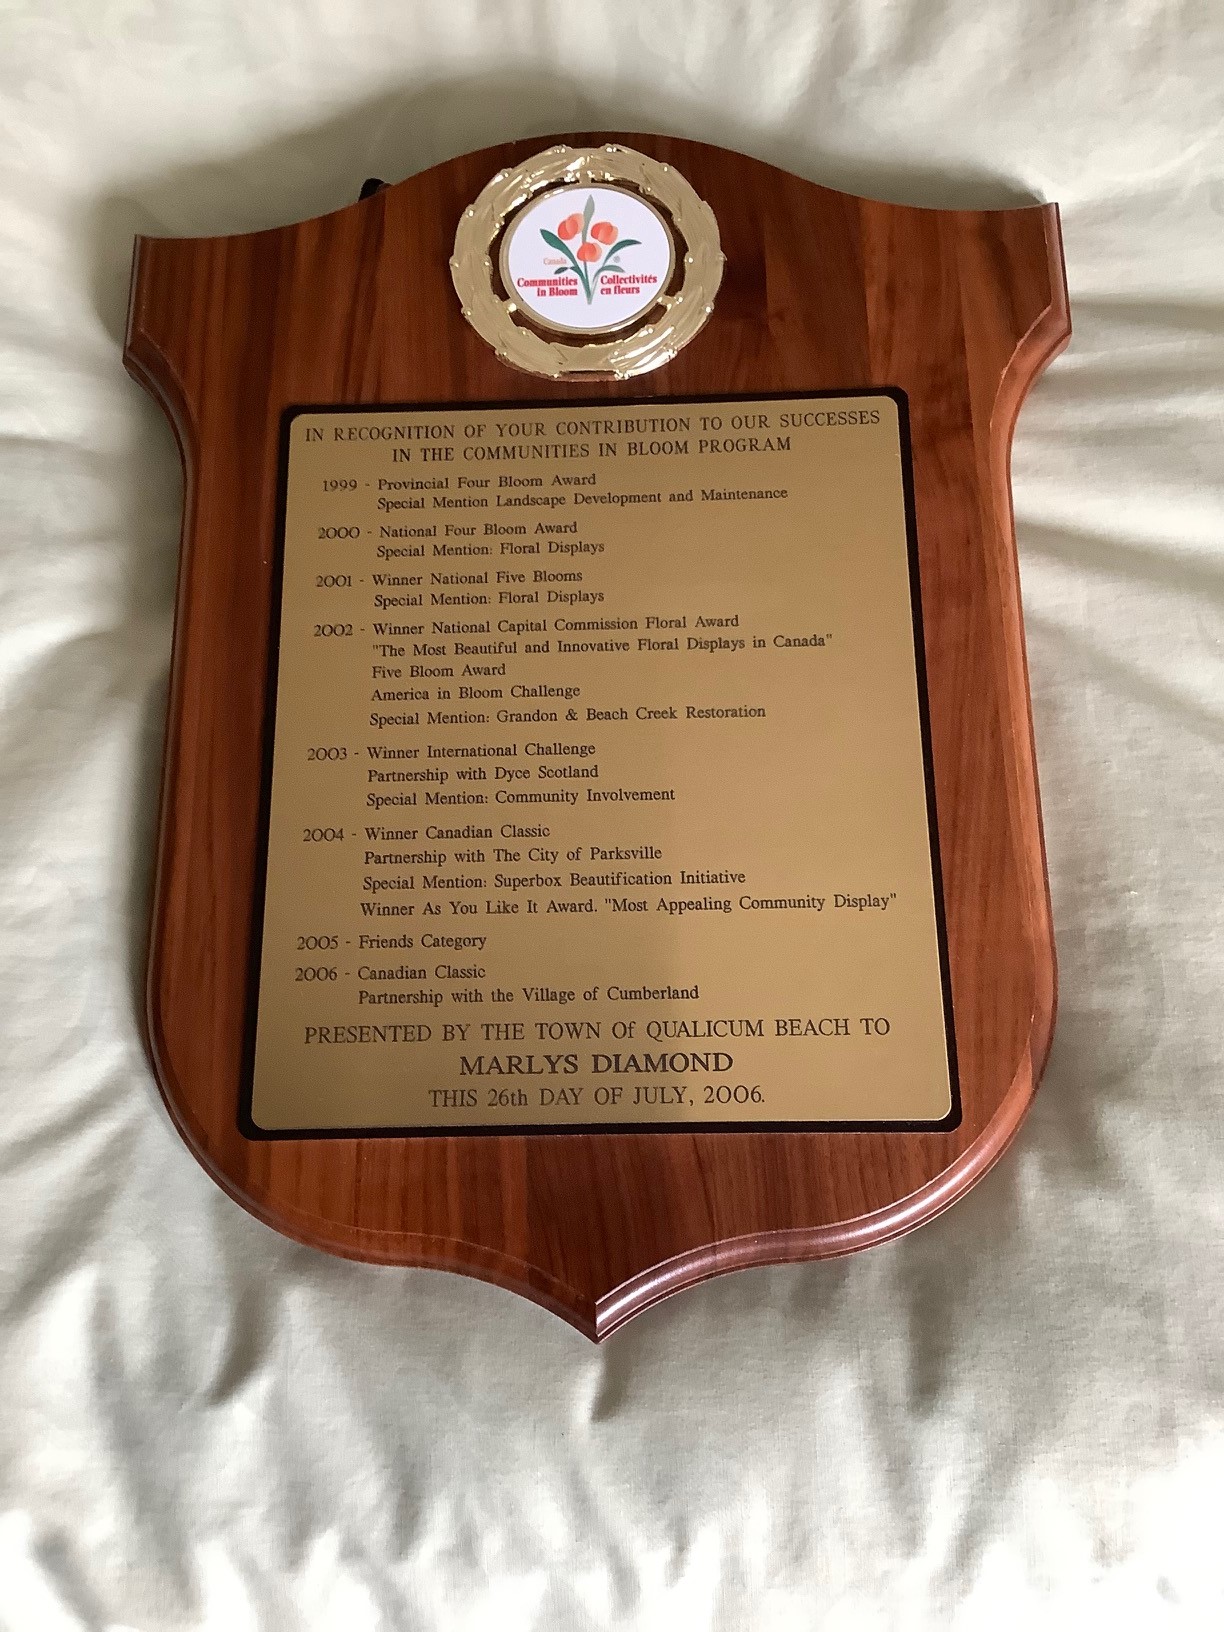 Canada
Communities in Bloom
Collectivités en fleurs
®
IN RECOGNITION OF YOUR CONTRIBUTION TO OUR SUCCESSES
IN THE COMMUNITIES IN BLOOM PROGRAM
1999 - Provincial Four Bloom Award
Special Mention Landscape Development and Maintenance
2000 - National Four Bloom Award
Special Mention: Floral Displays
2001 - Winner National Five Blooms
Special Mention: Floral Displays
2002 - Winner National Capital Commission Floral Award
"The Most Beautiful and Innovative Floral Displays in Canada"
Five Bloom Award
America in Bloom Challenge
Special Mention: Grandon & Beach Creek Restoration
2003 - Winner International Challenge
Partnership with Dyce Scotland
Special Mention: Community Involvement
2004 - Winner Canadian Classic
Partnership with The City of Parksville
Special Mention: Superbox Beautification Initiative
Winner As You Like It Award. "Most Appealing Community Display"
2005 - Friends Category
2006 - Canadian Classic
Partnership with the Village of Cumberland
PRESENTED BY THE TOWN Of QUALICUM BEACH TO
MARLYS DIAMOND
THIS 26th DAY OF JULY, 2006.